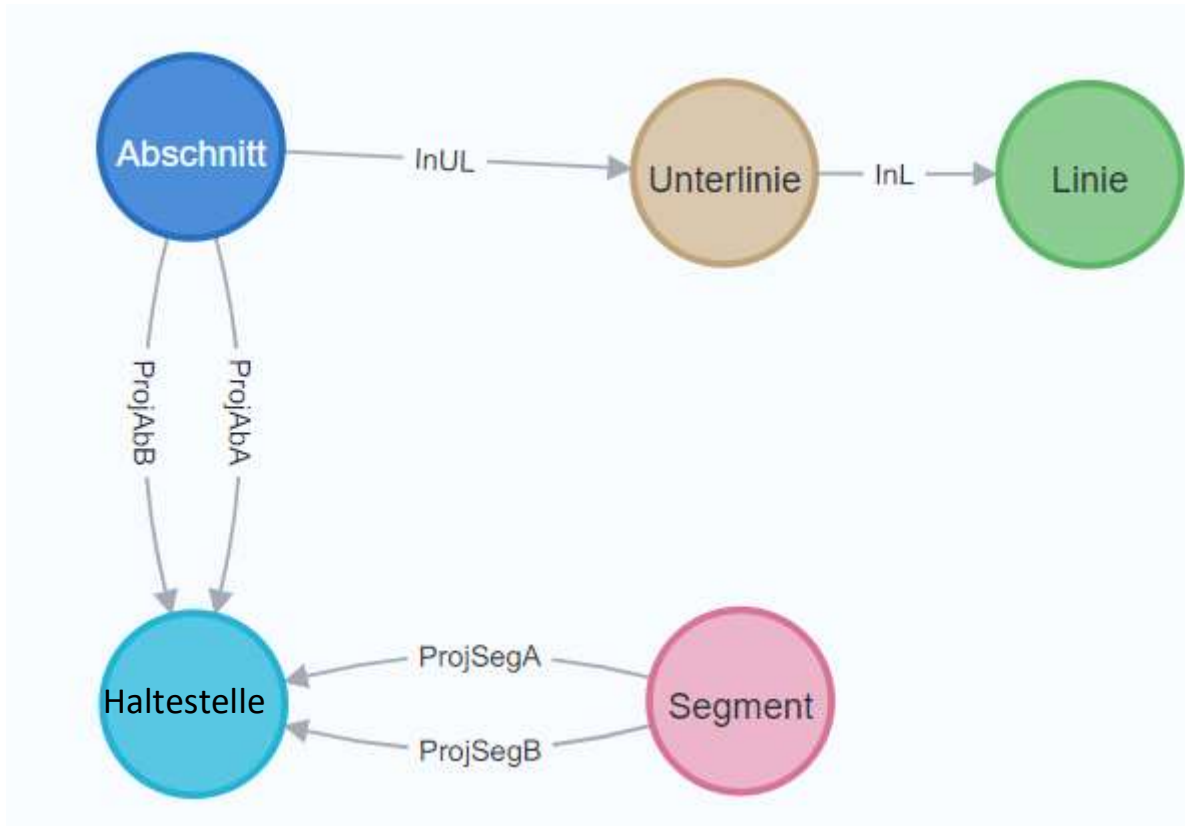 Abschnitt
InUL
Unterlinie
InL
Linie
ProjAbB
ProjAbA
Haltestelle
ProjSegA
ProjSegB
Segment